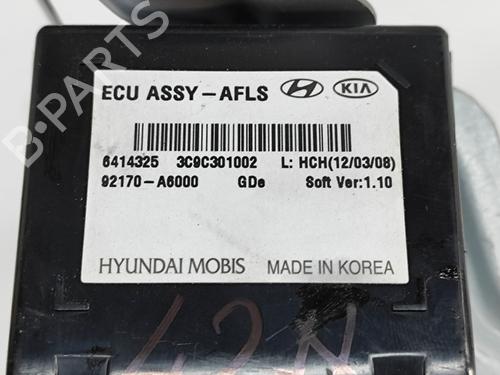 ECU ASSY-AFLS KIA
6414325 3C9C301002 L: HCH(12/03/08)
92170-A6000 GDe Soft Ver:1.10
HYUNDAI MOBIS MADE IN KOREA
B-PARTS